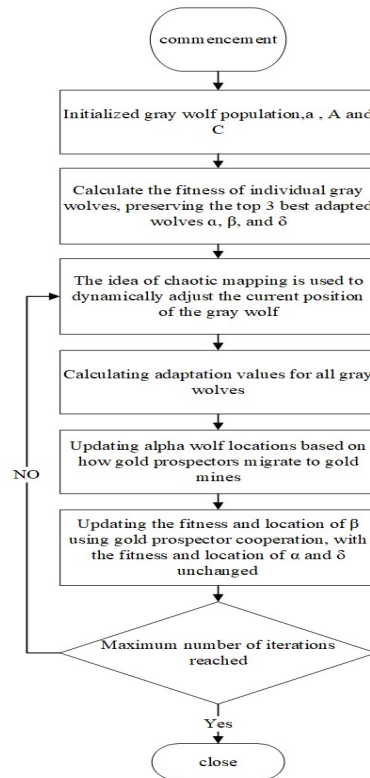 commencement
Initialized gray wolf population,a , A and
C
Calculate the fitness of individual gray
wolves, preserving the top 3 best adapted
wolves α, β, and δ
The idea of chaotic mapping is used to
dynamically adjust the current position
of the gray wolf
Calculating adaptation values for all gray
wolves
Updating alpha wolf locations based on
how gold prospectors migrate to gold
mines
NO
Updating the fitness and location of β
using gold prospector cooperation, with
the fitness and location of α and δ
unchanged
Maximum number of iterations
reached
Yes
close